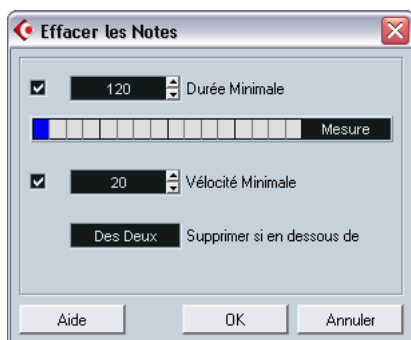 Effacer les Notes
120 Durée Minimale
Mesure
20 Vélocité Minimale
Des Deux Supprimer si en dessous de
Aide OK Annuler